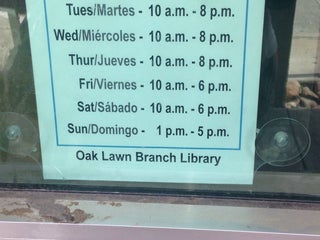 Tues/Martes - 10 a.m. - 8 p.m.
Wed/Miércoles - 10 a.m. - 8 p.m.
Thur/Jueves - 10 a.m. - 8 p.m.
Fri/Viernes - 10 a.m. - 6 p.m.
Sat/Sábado - 10 a.m. - 6 p.m.
Sun/Domingo - 1 p.m. - 5 p.m.
Oak Lawn Branch Library